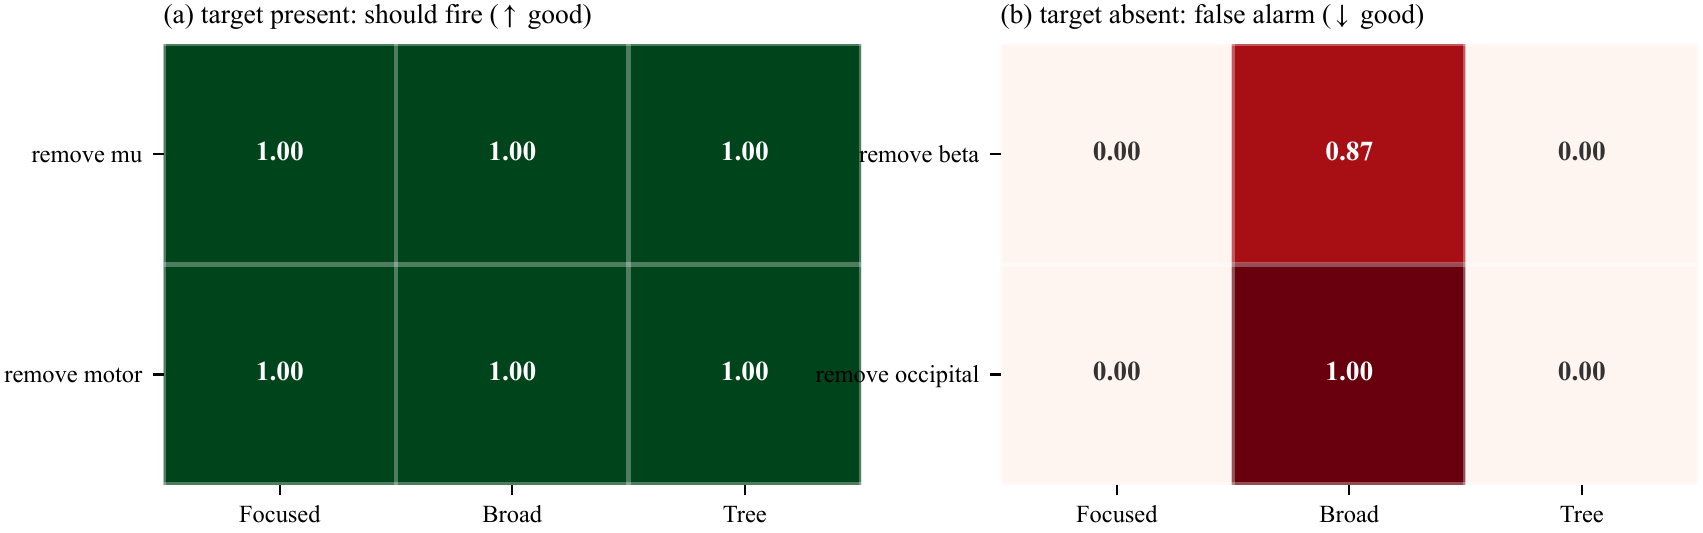 (a) target present: should fire (↑ good)
remove mu
1.00 1.00 1.00
remove motor
1.00 1.00 1.00
Focused Broad Tree
(b) target absent: false alarm (↓ good)
remove beta
0.00 0.87 0.00
remove occipital
0.00 1.00 0.00
Focused Broad Tree